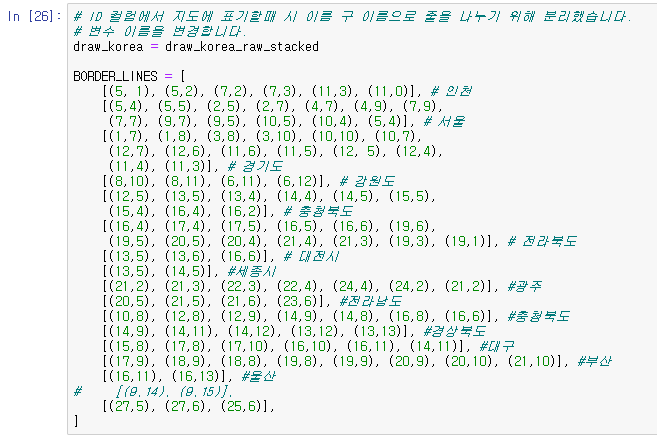 In [26]: # ID 컬럼에서 지도에 표기할때 시 이름 구 이름으로 줄을 나누기 위해 분리했습니다.
# 변수 이름을 변경합니다.
draw_korea = draw_korea_raw_stacked
BORDER_LINES = [
[(5, 1), (5,2), (7,2), (7,3), (11,3), (11,0)], # 인천
[(5,4), (5,5), (2,5), (2,7), (4,7), (4,9), (7,9),
(7,7), (9,7), (9,5), (10,5), (10,4), (5,4)], # 서울
[(1,7), (1,8), (3,8), (3,10), (10,10), (10,7),
(12,7), (12,6), (11,6), (11,5), (12, 5), (12,4),
(11,4), (11,3)], # 경기도
[(8,10), (8,11), (6,11), (6,12)], # 강원도
[(12,5), (13,5), (13,4), (14,4), (14,5), (15,5),
(15,4), (16,4), (16,2)], # 충청북도
[(16,4), (17,4), (17,5), (16,5), (16,6), (19,6),
(19,5), (20,5), (20,4), (21,4), (21,3), (19,3), (19,1)], # 전라북도
[(13,5), (13,6), (16,6)], # 대전시
[(13,5), (14,5)], #세종시
[(21,2), (21,3), (22,3), (22,4), (24,4), (24,2), (21,2)], #광주
[(20,5), (21,5), (21,6), (23,6)], #전라남도
[(10,8), (12,8), (12,9), (14,9), (14,8), (16,8), (16,6)], #충청북도
[(14,9), (14,11), (14,12), (13,12), (13,13)], #경상북도
[(15,8), (17,8), (17,10), (16,10), (16,11), (14,11)], #대구
[(17,9), (18,9), (18,8), (19,8), (19,9), (20,9), (20,10), (21,10)], #부산
[(16,11), (16,13)], #울산
# [(9,14), (9,15)],
[(27,5), (27,6), (25,6)],
]